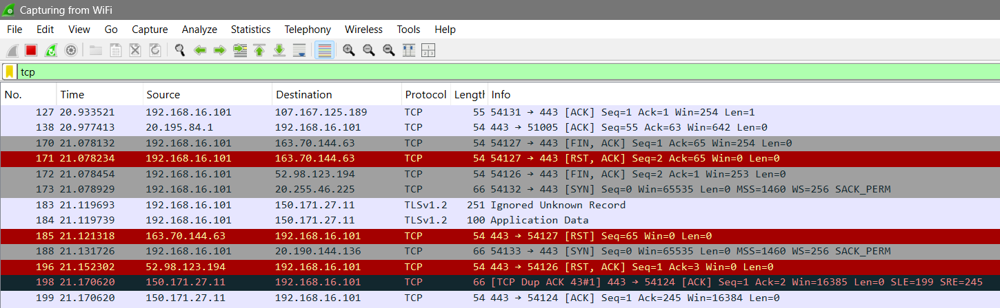 Capturing from WiFi
File Edit View Go Capture Analyze Statistics Telephony Wireless Tools Help
tcp
No. Time Source Destination Protocol Length Info
127 20.933521 192.168.16.101 107.167.125.189 TCP 55 54131 → 443 [ACK] Seq=1 Ack=1 Win=254 Len=1
138 20.977413 20.195.84.1 192.168.16.101 TCP 54 443 → 51005 [ACK] Seq=55 Ack=63 Win=642 Len=0
170 21.078132 192.168.16.101 163.70.144.63 TCP 54 54127 → 443 [FIN, ACK] Seq=1 Ack=65 Win=254 Len=0
171 21.078234 192.168.16.101 163.70.144.63 TCP 54 54127 → 443 [RST, ACK] Seq=2 Ack=65 Win=0 Len=0
172 21.078454 192.168.16.101 52.98.123.194 TCP 54 54126 → 443 [FIN, ACK] Seq=2 Ack=1 Win=253 Len=0
173 21.078929 192.168.16.101 20.255.46.225 TCP 66 54132 → 443 [SYN] Seq=0 Win=65535 Len=0 MSS=1460 WS=256 SACK_PERM
183 21.119693 192.168.16.101 150.171.27.11 TLSv1.2 251 Ignored Unknown Record
184 21.119739 192.168.16.101 150.171.27.11 TLSv1.2 100 Application Data
185 21.121318 163.70.144.63 192.168.16.101 TCP 54 443 → 54127 [RST] Seq=65 Win=0 Len=0
188 21.131726 192.168.16.101 20.190.144.136 TCP 66 54133 → 443 [SYN] Seq=0 Win=65535 Len=0 MSS=1460 WS=256 SACK_PERM
196 21.152302 52.98.123.194 192.168.16.101 TCP 54 443 → 54126 [RST, ACK] Seq=1 Ack=3 Win=0 Len=0
198 21.170620 150.171.27.11 192.168.16.101 TCP 66 [TCP Dup ACK 43#1] 443 → 54124 [ACK] Seq=1 Ack=2 Win=16385 Len=0 SLE=199 SRE=245
199 21.170620 150.171.27.11 192.168.16.101 TCP 54 443 → 54124 [ACK] Seq=1 Ack=245 Win=16384 Len=0